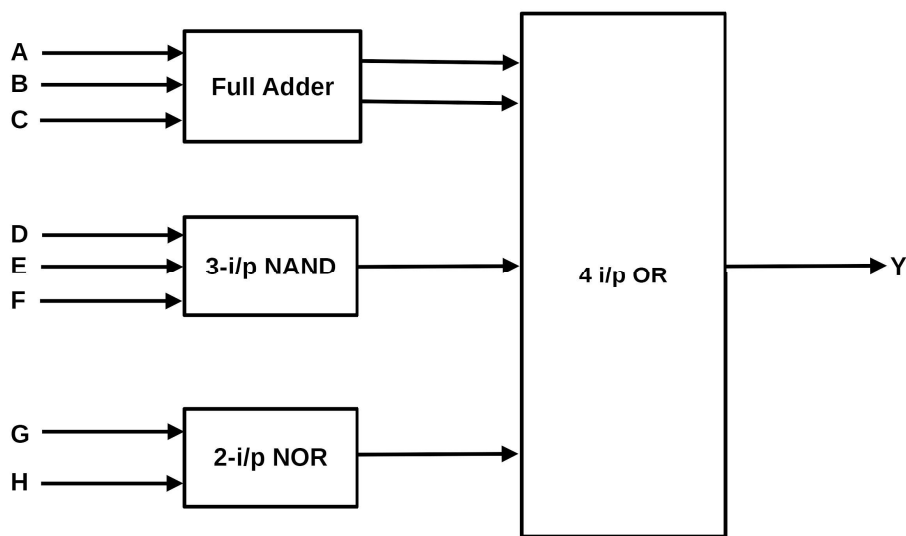 A
B
C
Full Adder
D
E
F
3-i/p NAND
G
H
2-i/p NOR
4 i/p OR
Y